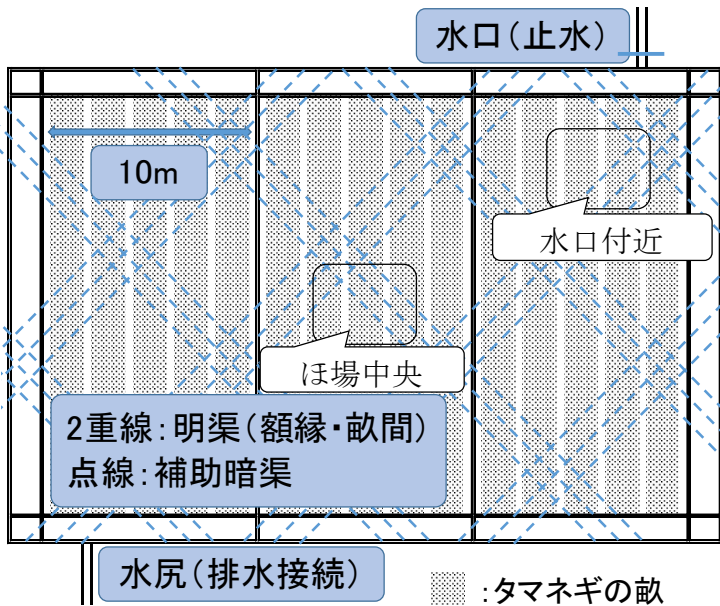 水口(止水)
10m
水口付近
ほ場中央
2重線:明渠(額縁・畝間)
点線:補助暗渠
水尻(排水接続)
:タマネギの畝